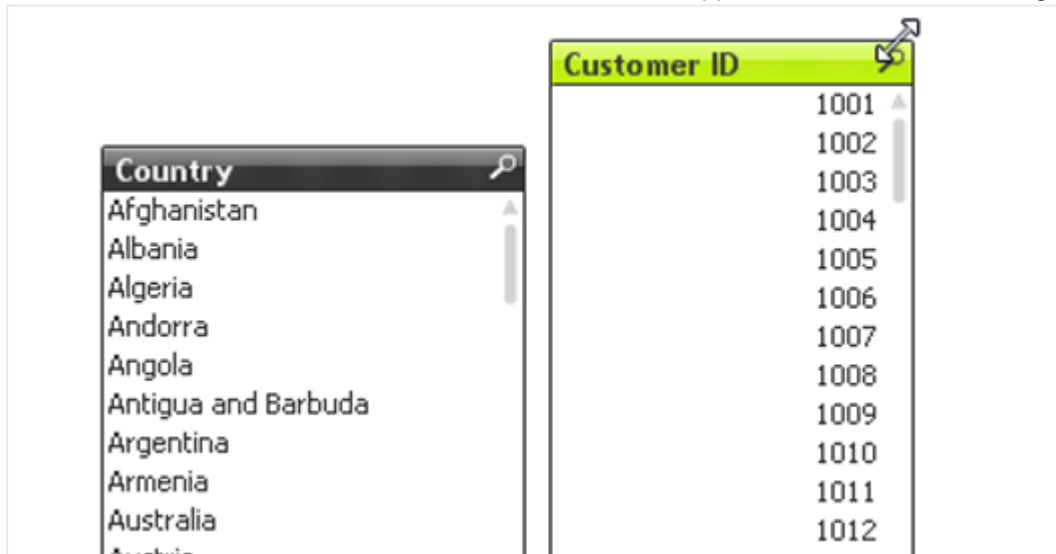 Customer ID
1001
1002
1003
1004
1005
1006
1007
1008
1009
1010
1011
1012
Country
Afghanistan
Albania
Algeria
Andorra
Angola
Antigua and Barbuda
Argentina
Armenia
Australia